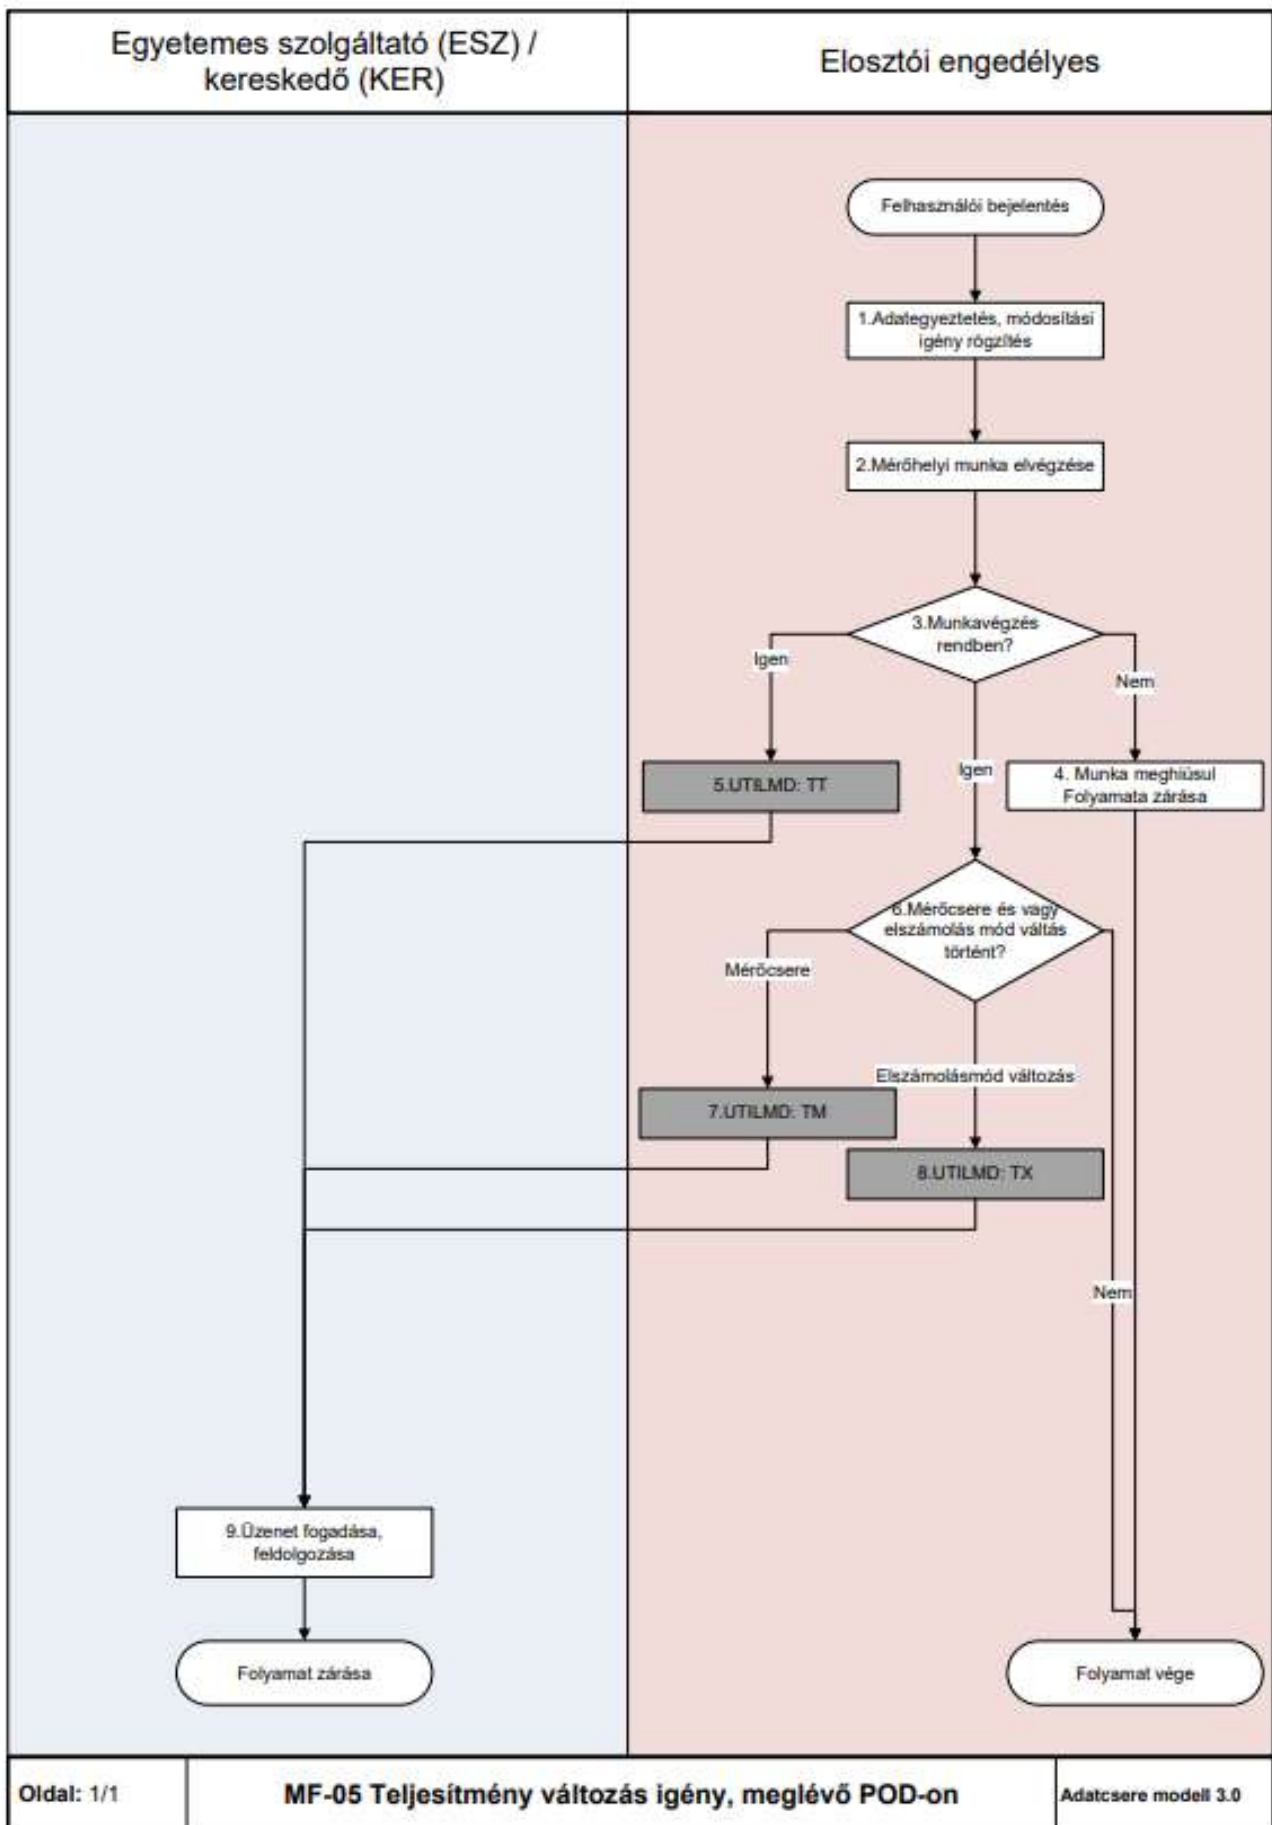 Egyetemes szolgáltató (ESZ) /
kereskedő (KER)
Elosztói engedélyes
Felhasználói bejelentés
1.Adategyeztetés, módosítási
igény rögzítés
2.Mérőhelyi munka elvégzése
3.Munkavégzés
rendben?
Igen
Nem
Igen
5.UTILMD: TT
4. Munka meghiúsul
Folyamata zárása
6.Mérőcsere és vagy
elszámolás mód váltás
történt?
Mérőcsere
Elszámolásmód változás
7.UTILMD: TM
8.UTILMD: TX
Nem
9.Üzenet fogadása,
feldolgozása
Folyamat zárása
Folyamat vége
Oldal: 1/1
MF-05 Teljesítmény változás igény, meglévő POD-on
Adatcsere modell 3.0